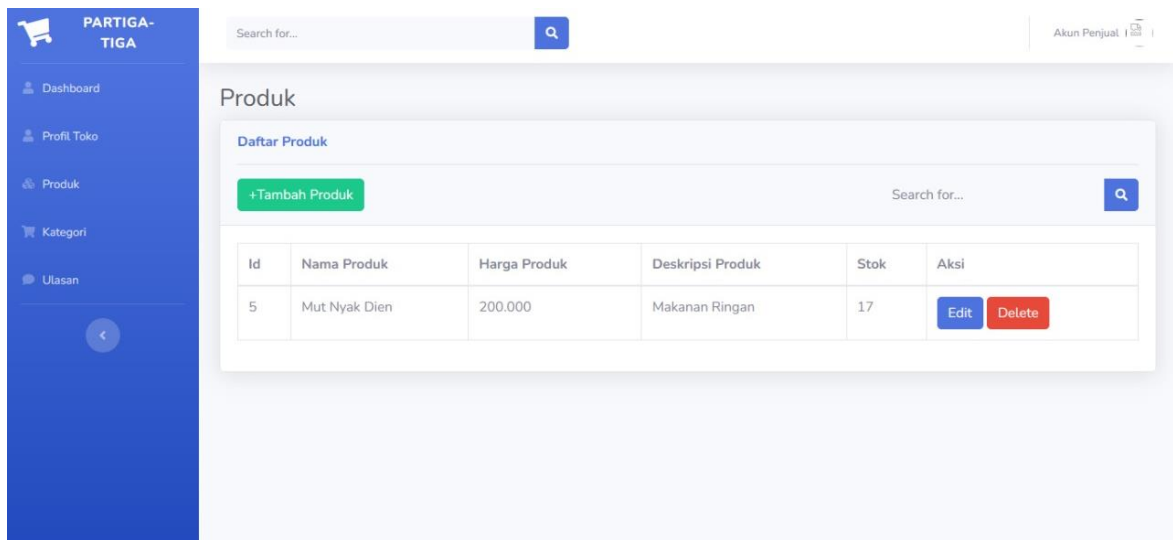 PARTIGA-
TIGA
Dashboard
Profil Toko
Produk
Kategori
Ulasan
Search for...
Akun Penjual
Produk
Daftar Produk
+Tambah Produk
Search for...
Id Nama Produk Harga Produk Deskripsi Produk Stok Aksi
5 Mut Nyak Dien 200.000 Makanan Ringan 17 Edit Delete